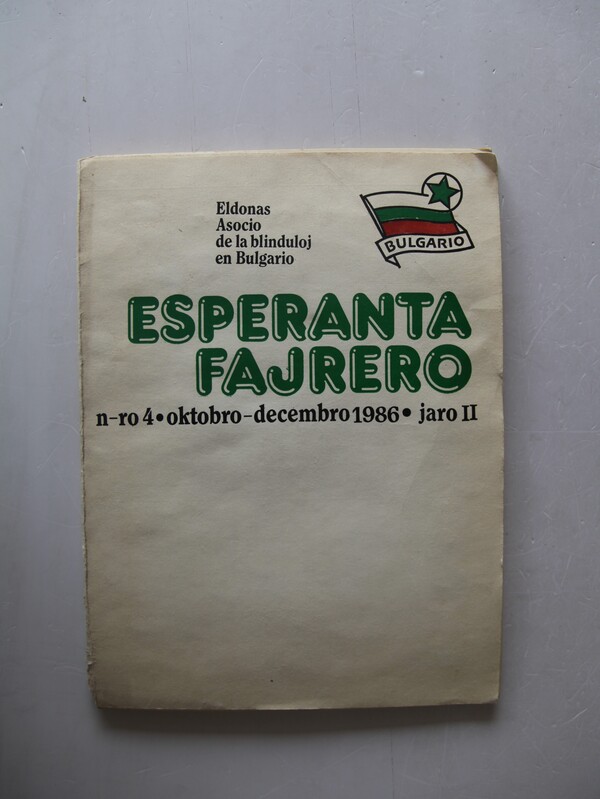 Eldonas
Asocio
de la blinduloj
en Bulgario
BULGARIO
ESPERANTA
FAJRERO
n-ro 4 • oktobro-decembro 1986 • jaro II